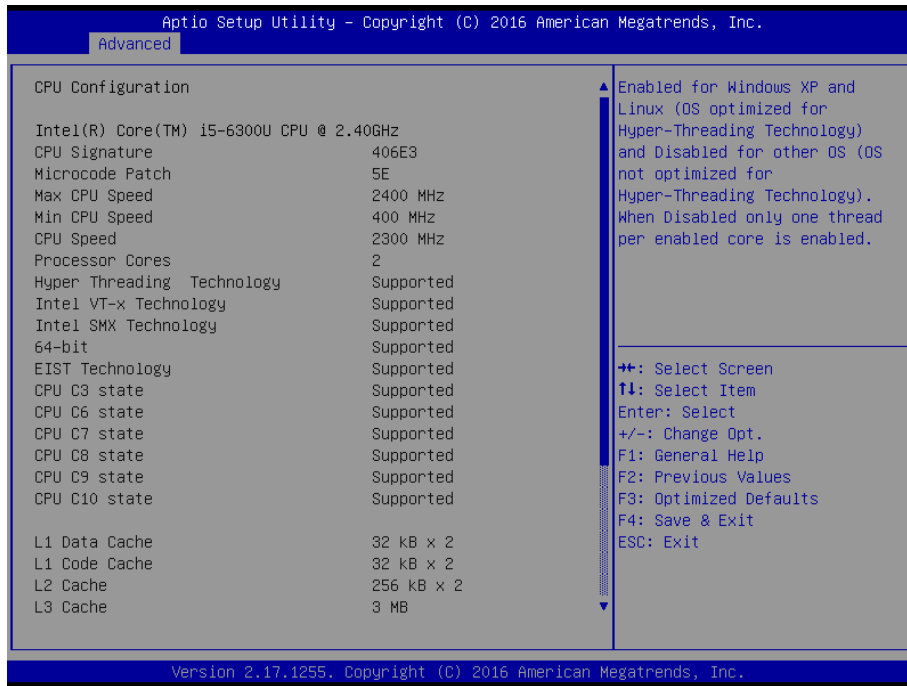 Aptio Setup Utility – Copyright (C) 2016 American Megatrends, Inc.
Advanced
CPU Configuration
Intel(R) Core(TM) i5-6300U CPU @ 2.40GHz
CPU Signature 406E3
Microcode Patch 5E
Max CPU Speed 2400 MHz
Min CPU Speed 400 MHz
CPU Speed 2300 MHz
Processor Cores 2
Hyper Threading Technology Supported
Intel VT-x Technology Supported
Intel SMX Technology Supported
64-bit Supported
EIST Technology Supported
CPU C3 state Supported
CPU C6 state Supported
CPU C7 state Supported
CPU C8 state Supported
CPU C9 state Supported
CPU C10 state Supported
L1 Data Cache 32 kB x 2
L1 Code Cache 32 kB x 2
L2 Cache 256 kB x 2
L3 Cache 3 MB
Enabled for Windows XP and
Linux (OS optimized for
Hyper-Threading Technology)
and Disabled for other OS (OS
not optimized for
Hyper-Threading Technology).
When Disabled only one thread
per enabled core is enabled.
→←: Select Screen
↑↓: Select Item
Enter: Select
+/-: Change Opt.
F1: General Help
F2: Previous Values
F3: Optimized Defaults
F4: Save & Exit
ESC: Exit
Version 2.17.1255. Copyright (C) 2016 American Megatrends, Inc.